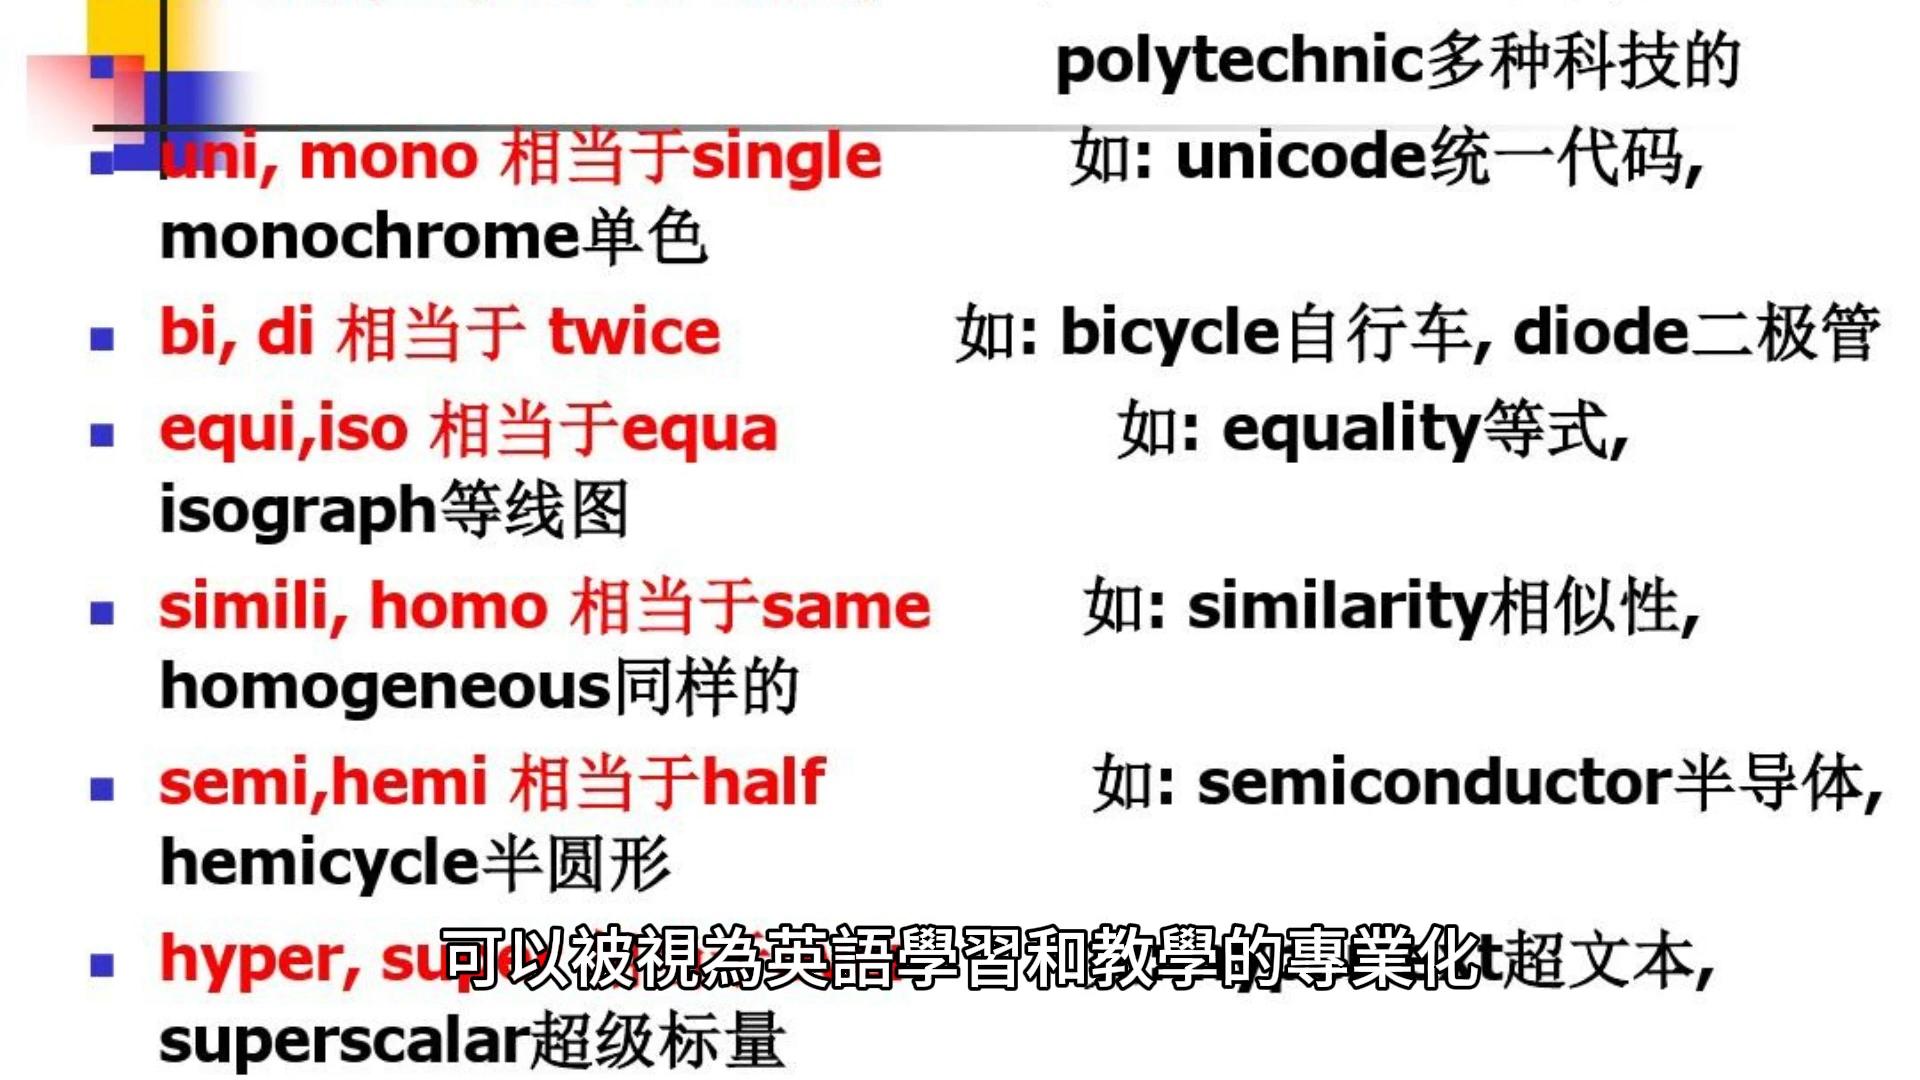 polytechnic多种科技的
uni, mono 相当于single 如: unicode统一代码,
monochrome单色
bi, di 相当于 twice 如: bicycle自行车, diode二极管
equi,iso 相当于equa 如: equality等式,
isograph等线图
simili, homo 相当于same 如: similarity相似性,
homogeneous同样的
semi,hemi 相当于half 如: semiconductor半导体,
hemicycle半圆形
hyper, 超文本,
可以被視為英語學習和教學的專業化
superscalar超级标量